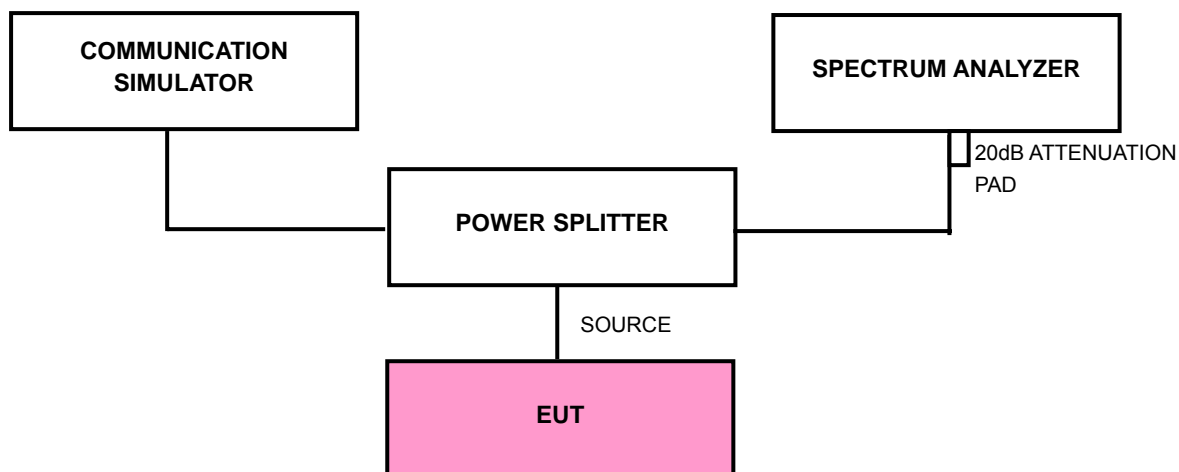 COMMUNICATION
SIMULATOR
SPECTRUM ANALYZER
20dB ATTENUATION
PAD
POWER SPLITTER
SOURCE
EUT